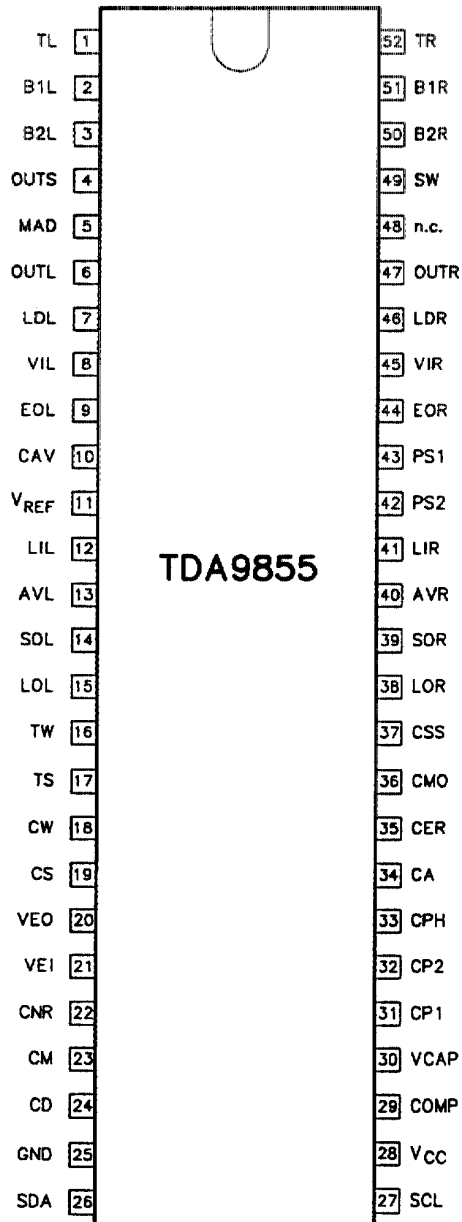 TL 1 52 TR
B1L 2 51 B1R
B2L 3 50 B2R
OUTS 4 49 SW
MAD 5 48 n.c.
OUTL 6 47 OUTR
LDL 7 46 LDR
VIL 8 45 VIR
EOL 9 44 EOR
CAV 10 43 PS1
VREF 11 42 PS2
LIL 12 41 LIR
TDA9855
AVL 13 40 AVR
SOL 14 39 SOR
LOL 15 38 LOR
TW 16 37 CSS
TS 17 36 CMO
CW 18 35 CER
CS 19 34 CA
VEO 20 33 CPH
VEI 21 32 CP2
CNR 22 31 CP1
CM 23 30 VCAP
CD 24 29 COMP
GND 25 28 VCC
SDA 26 27 SCL